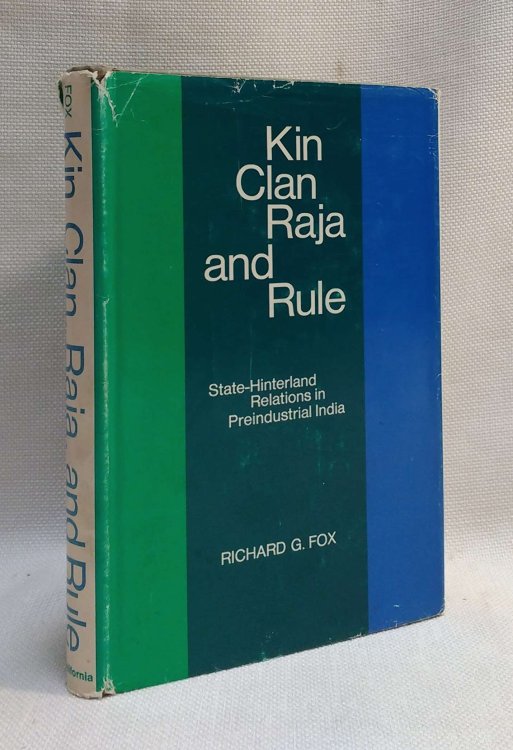 Kin
Clan
Raja
and
Rule
State-Hinterland
Relations in
Preindustrial India
RICHARD G. FOX
FOX
Kin Clan Raja and Rule